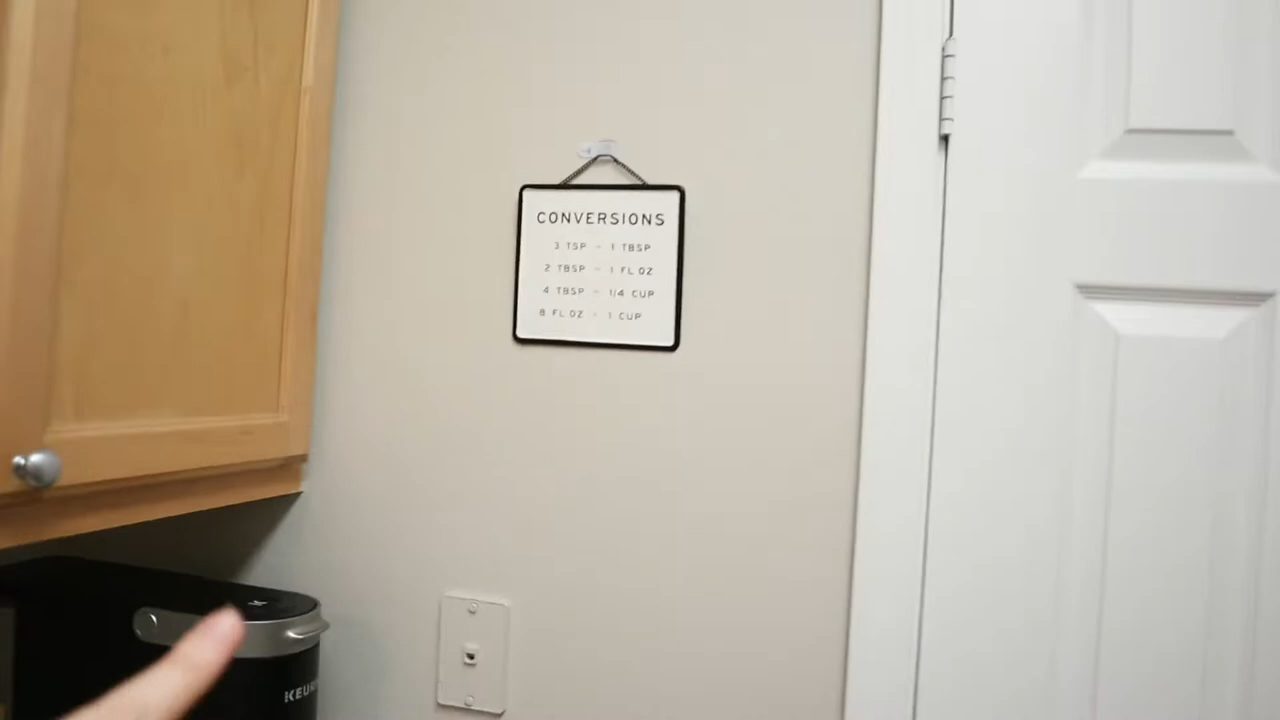 CONVERSIONS
3 TSP - 1 TBSP
2 TBSP - 1 FL OZ
4 TBSP - 1/4 CUP
8 FL OZ - 1 CUP